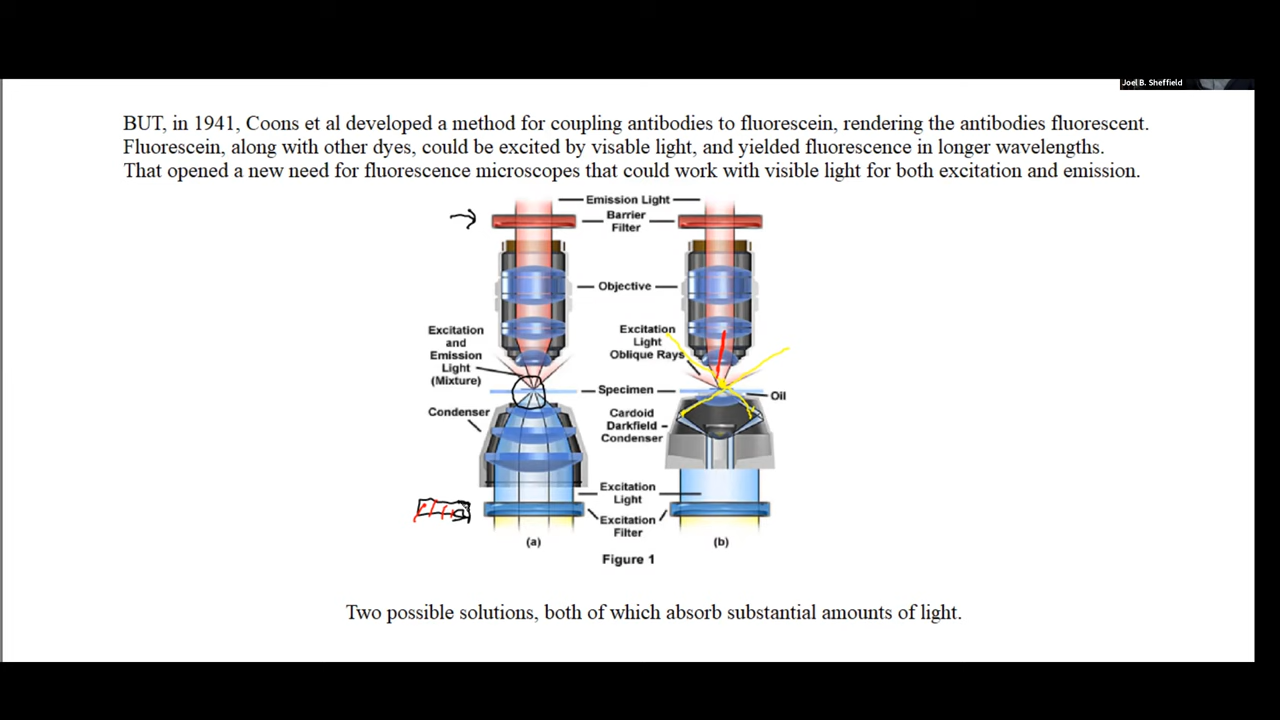 Joel B. Sheffield
BUT, in 1941, Coons et al developed a method for coupling antibodies to fluorescein, rendering the antibodies fluorescent.
Fluorescein, along with other dyes, could be excited by visable light, and yielded fluorescence in longer wavelengths.
That opened a new need for fluorescence microscopes that could work with visible light for both excitation and emission.
Emission Light
Barrier
Filter
Objective
Excitation
and
Emission
Light
(Mixture)
Excitation
Light
Oblique Rays
Specimen
Oil
Condenser
Cardoid
Darkfield
Condenser
Excitation
Light
Excitation
Filter
(a)
(b)
Figure 1
Two possible solutions, both of which absorb substantial amounts of light.